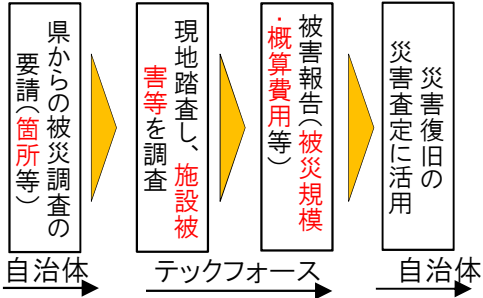 県からの被災調査の
要請（箇所等）
現地踏査し、施設被
害等を調査
被害報告（被災規模
・概算費用等）
災害復旧の
災害査定に活用
自治体
テックフォース
自治体